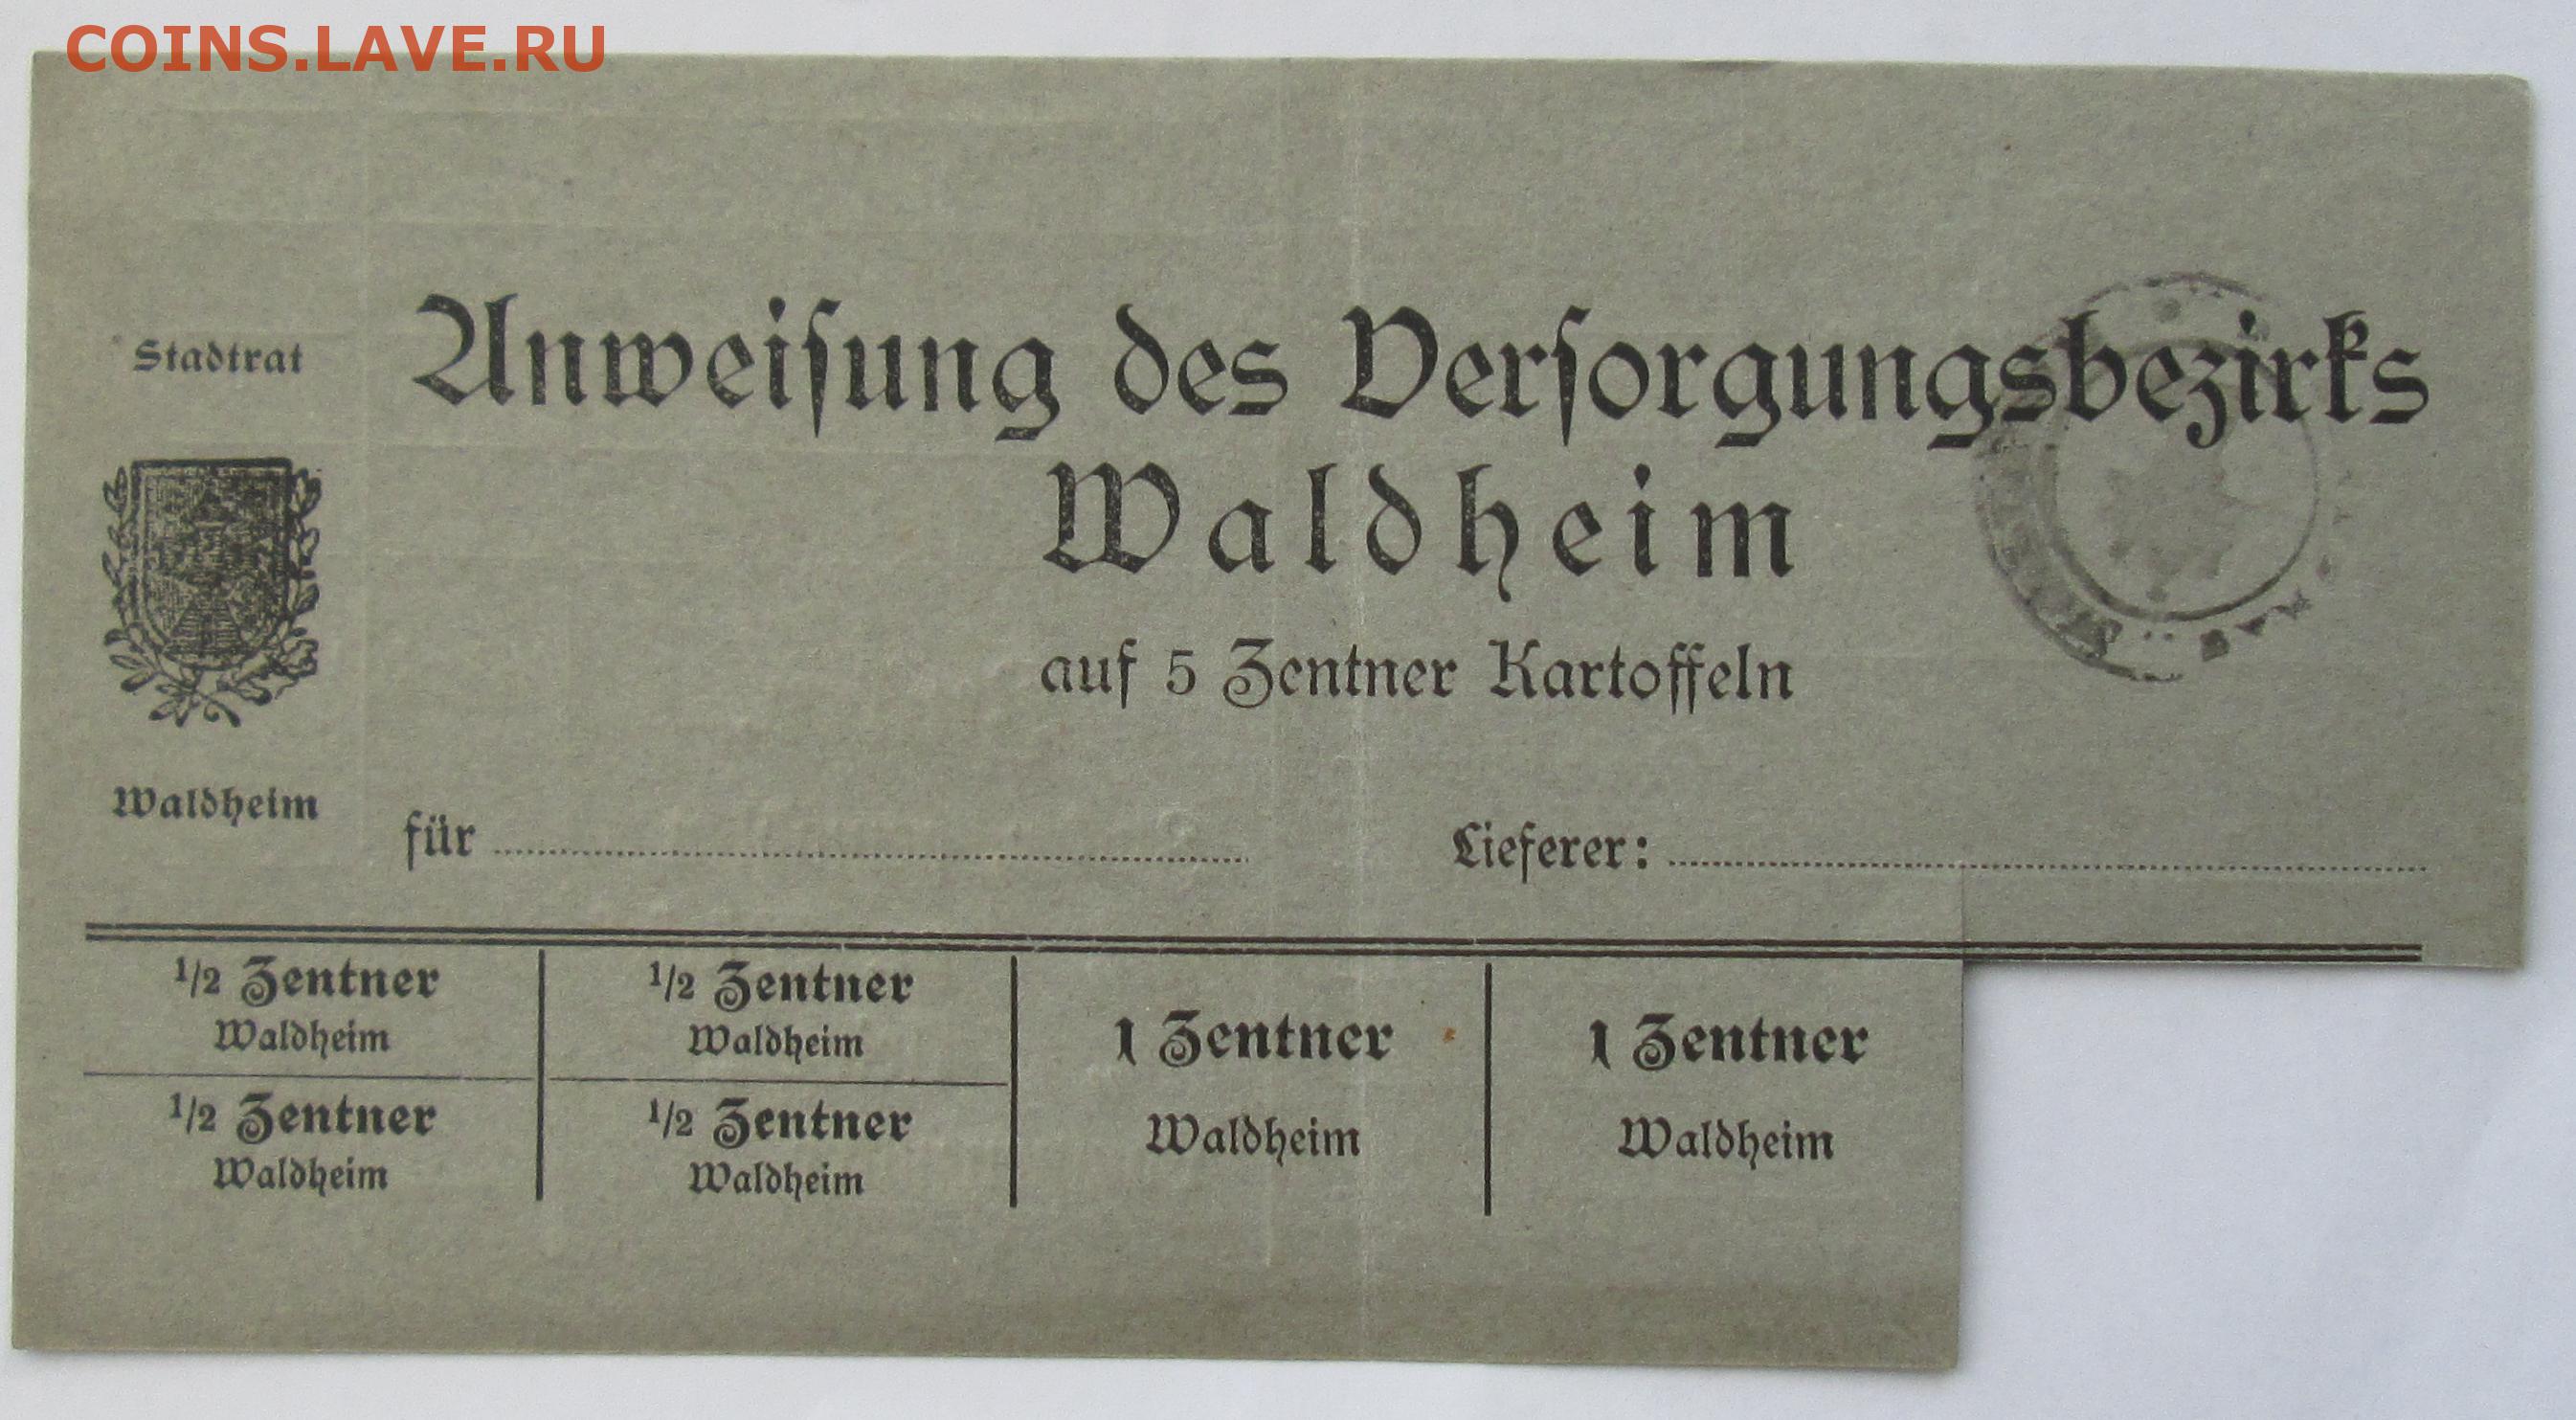 COINS.LAVE.RU
Stadtrat
Anweiſung des Verſorgungsbezirks
Waldheim
auf 5 Zentner Kartoffeln
Waldheim
für
Lieferer:
1/2 Zentner
Waldheim
1/2 Zentner
Waldheim
1/2 Zentner
Waldheim
1/2 Zentner
Waldheim
1 Zentner
Waldheim
1 Zentner
Waldheim